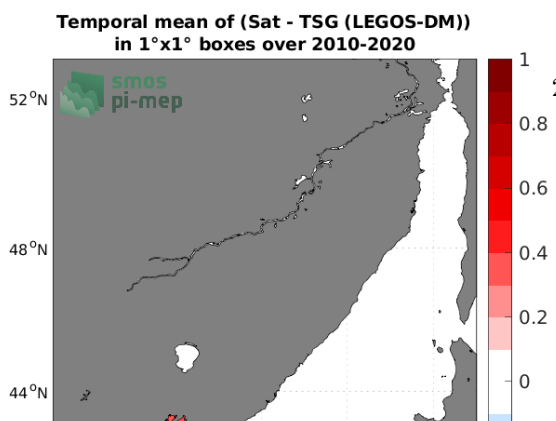 Temporal mean of (Sat - TSG (LEGOS-DM))
in 1°x1° boxes over 2010-2020
smos
pi-mep
52°N
48°N
44°N
1
0.8
0.6
0.4
0.2
0